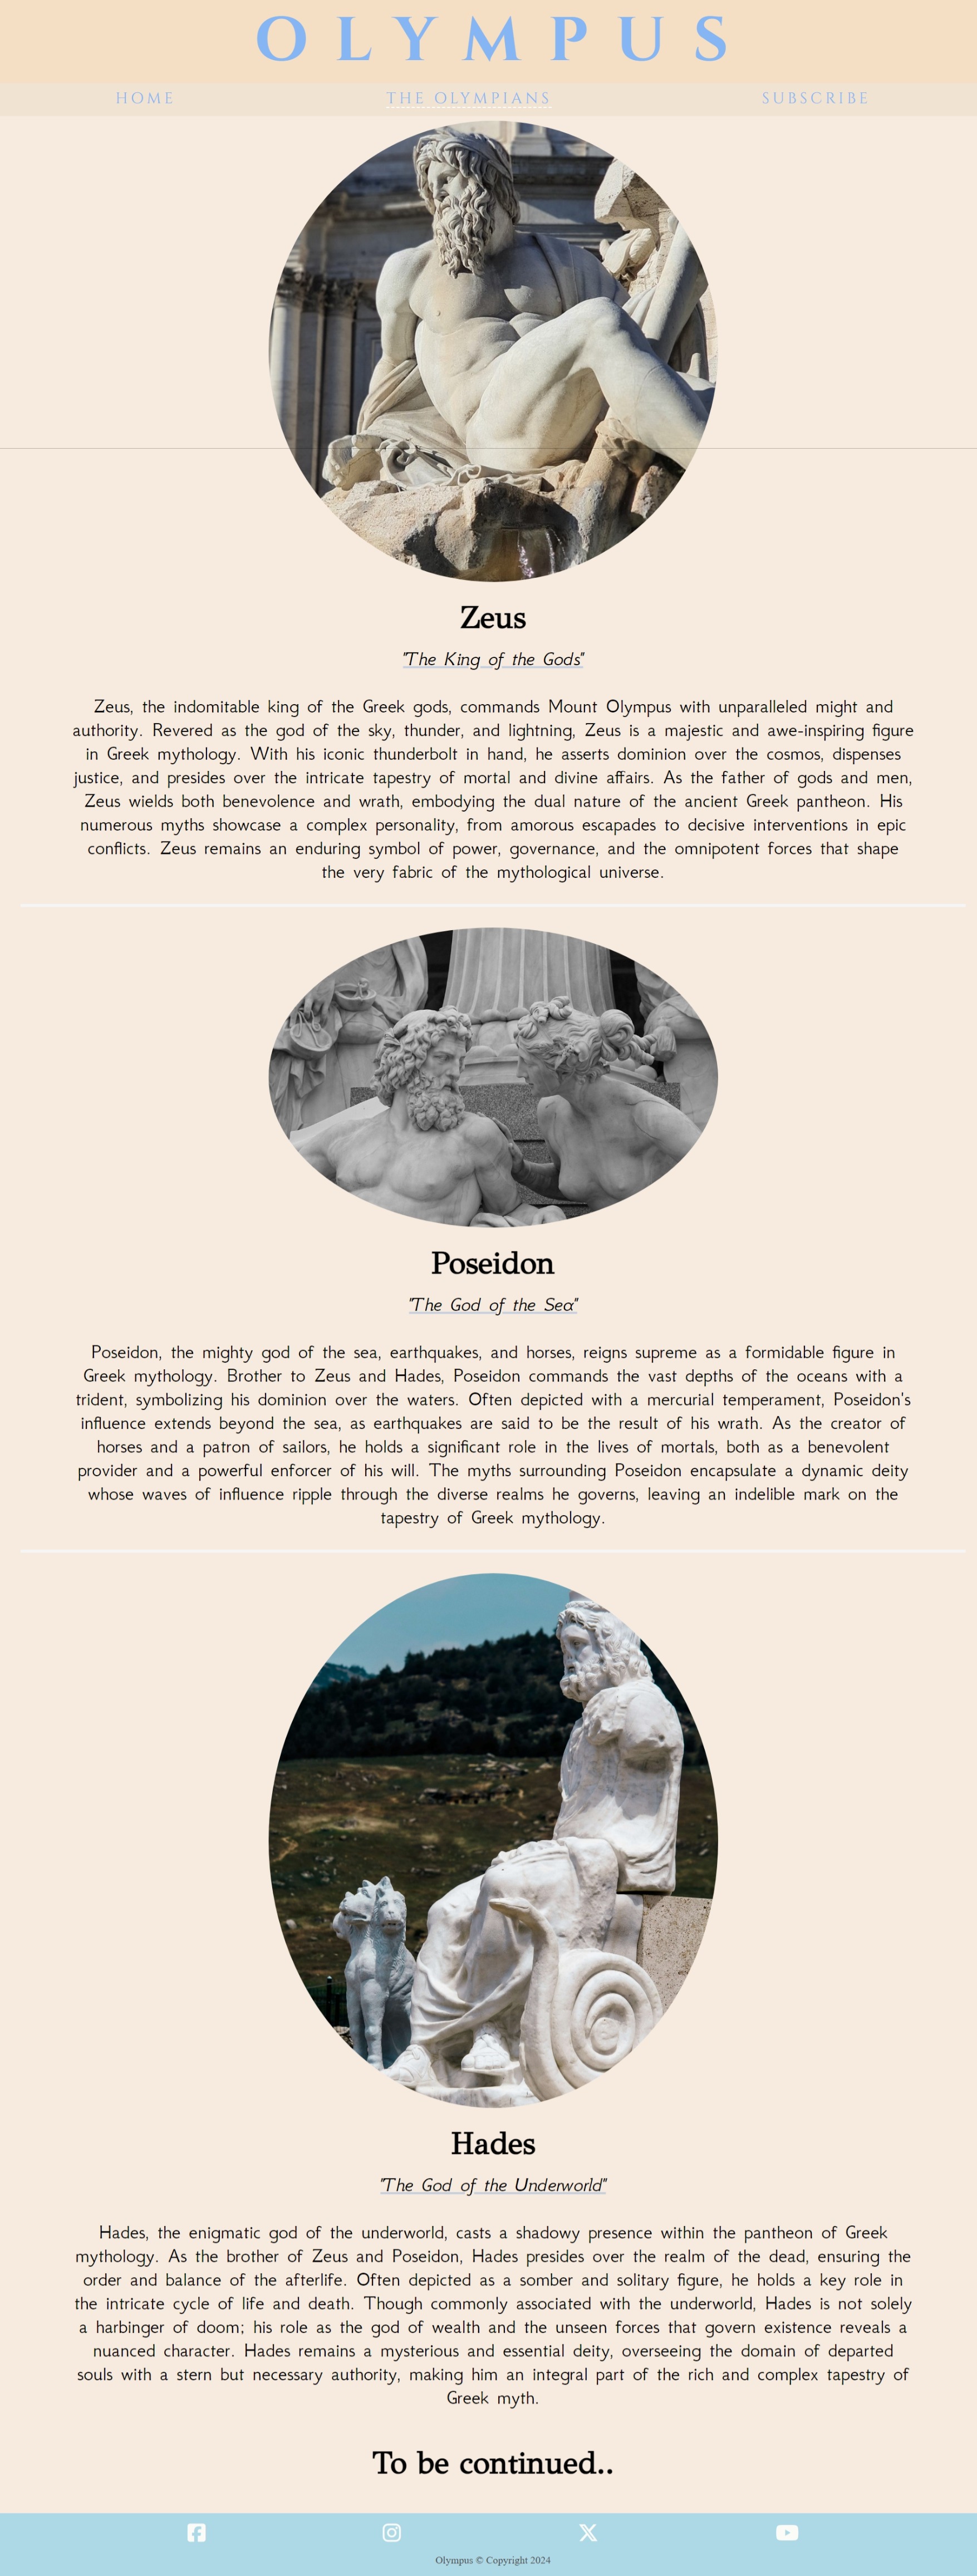 OLYMPUS
HOME
THE OLYMPIANS
SUBSCRIBE
Zeus
"The King of the Gods"
Zeus, the indomitable king of the Greek gods, commands Mount Olympus with unparalleled might and
authority. Revered as the god of the sky, thunder, and lightning, Zeus is a majestic and awe-inspiring figure
in Greek mythology. With his iconic thunderbolt in hand, he asserts dominion over the cosmos, dispenses
justice, and presides over the intricate tapestry of mortal and divine affairs. As the father of gods and men,
Zeus wields both benevolence and wrath, embodying the dual nature of the ancient Greek pantheon. His
numerous myths showcase a complex personality, from amorous escapades to decisive interventions in epic
conflicts. Zeus remains an enduring symbol of power, governance, and the omnipotent forces that shape
the very fabric of the mythological universe.
Poseidon
"The God of the Sea"
Poseidon, the mighty god of the sea, earthquakes, and horses, reigns supreme as a formidable figure in
Greek mythology. Brother to Zeus and Hades, Poseidon commands the vast depths of the oceans with a
trident, symbolizing his dominion over the waters. Often depicted with a mercurial temperament, Poseidon's
influence extends beyond the sea, as earthquakes are said to be the result of his wrath. As the creator of
horses and a patron of sailors, he holds a significant role in the lives of mortals, both as a benevolent
provider and a powerful enforcer of his will. The myths surrounding Poseidon encapsulate a dynamic deity
whose waves of influence ripple through the diverse realms he governs, leaving an indelible mark on the
tapestry of Greek mythology.
Hades
"The God of the Underworld"
Hades, the enigmatic god of the underworld, casts a shadowy presence within the pantheon of Greek
mythology. As the brother of Zeus and Poseidon, Hades presides over the realm of the dead, ensuring the
order and balance of the afterlife. Often depicted as a somber and solitary figure, he holds a key role in
the intricate cycle of life and death. Though commonly associated with the underworld, Hades is not solely
a harbinger of doom; his role as the god of wealth and the unseen forces that govern existence reveals a
nuanced character. Hades remains a mysterious and essential deity, overseeing the domain of departed
souls with a stern but necessary authority, making him an integral part of the rich and complex tapestry of
Greek myth.
To be continued..
Olympus © Copyright 2024